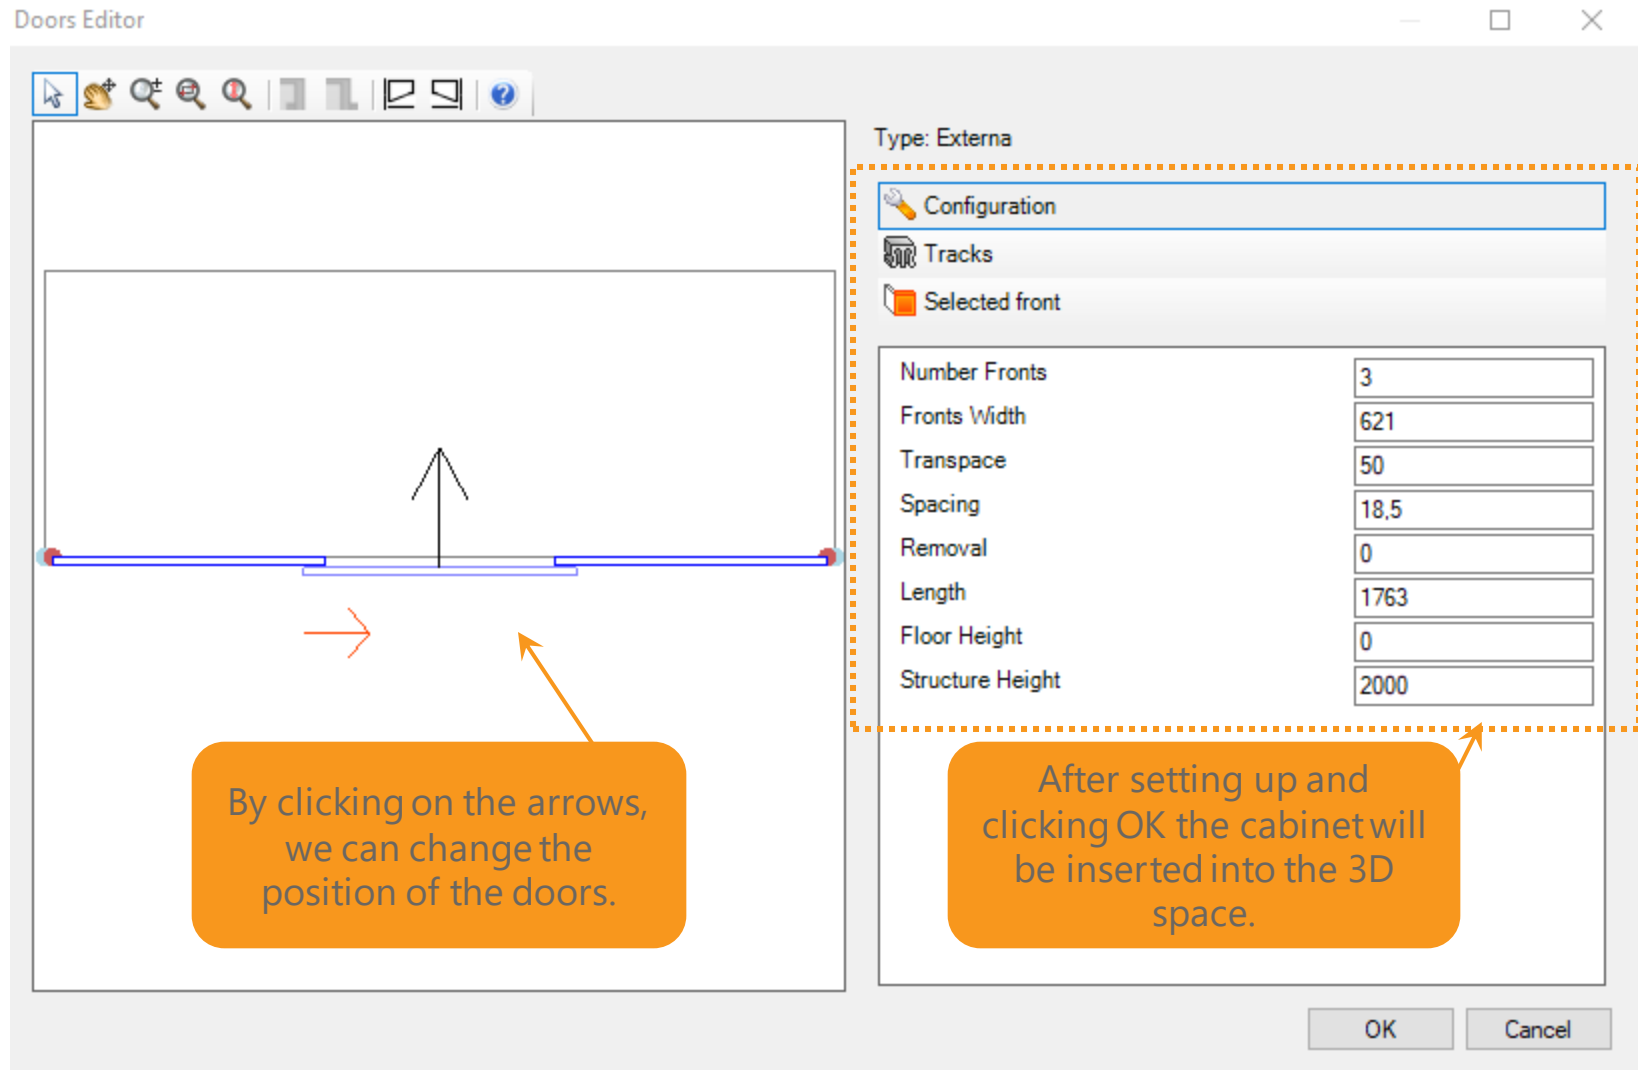 Doors Editor
Type: Externa
Configuration
Tracks
Selected front
Number Fronts 3
Fronts Width 621
Transpace 50
Spacing 18,5
Removal 0
Length 1763
Floor Height 0
Structure Height 2000
By clicking on the arrows,
we can change the
position of the doors.
After setting up and
clicking OK the cabinet will
be inserted into the 3D
space.
OK Cancel